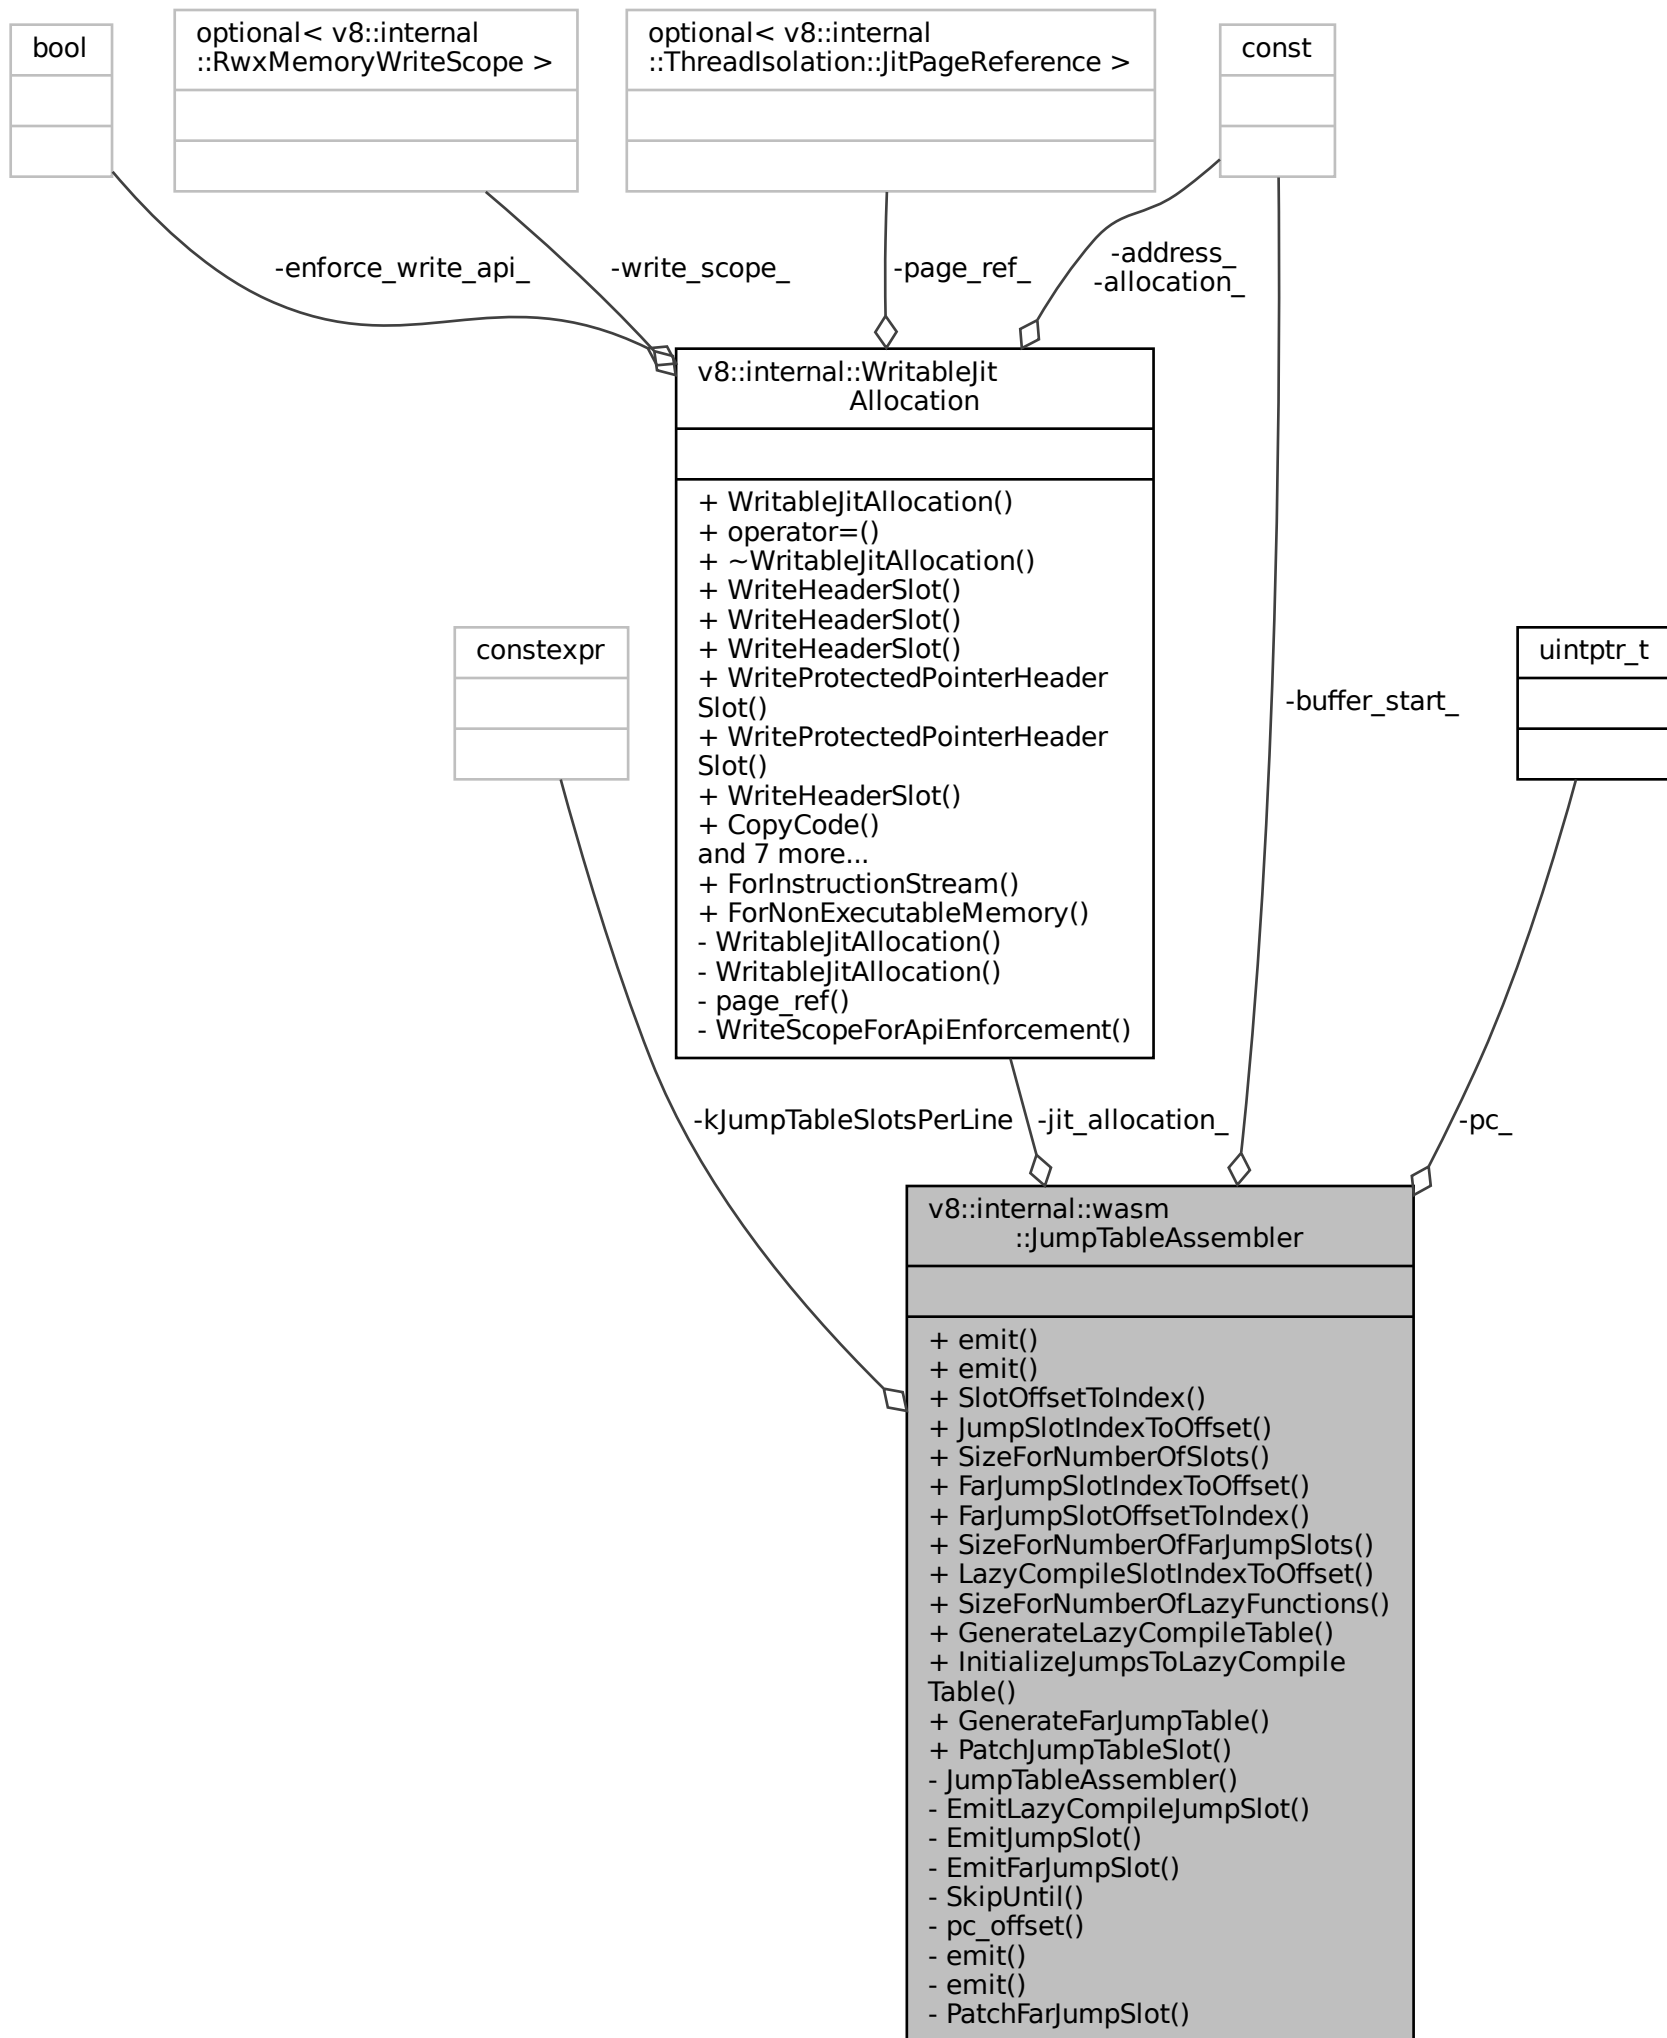 bool
optional< v8::internal
::RwxMemoryWriteScope >
optional< v8::internal
::ThreadIsolation::JitPageReference >
const
-enforce_write_api_
-write_scope_
-page_ref_
-address_
-allocation_
v8::internal::WritableJit
Allocation
+ WritableJitAllocation()
+ operator=()
+ ~WritableJitAllocation()
+ WriteHeaderSlot()
+ WriteHeaderSlot()
+ WriteHeaderSlot()
+ WriteProtectedPointerHeader
Slot()
+ WriteProtectedPointerHeader
Slot()
+ WriteHeaderSlot()
+ CopyCode()
and 7 more...
+ ForInstructionStream()
+ ForNonExecutableMemory()
- WritableJitAllocation()
- WritableJitAllocation()
- page_ref()
- WriteScopeForApiEnforcement()
constexpr
uintptr_t
-buffer_start_
-kJumpTableSlotsPerLine
-jit_allocation_
-pc_
v8::internal::wasm
::JumpTableAssembler
+ emit()
+ emit()
+ SlotOffsetToIndex()
+ JumpSlotIndexToOffset()
+ SizeForNumberOfSlots()
+ FarJumpSlotIndexToOffset()
+ FarJumpSlotOffsetToIndex()
+ SizeForNumberOfFarJumpSlots()
+ LazyCompileSlotIndexToOffset()
+ SizeForNumberOfLazyFunctions()
+ GenerateLazyCompileTable()
+ InitializeJumpsToLazyCompile
Table()
+ GenerateFarJumpTable()
+ PatchJumpTableSlot()
- JumpTableAssembler()
- EmitLazyCompileJumpSlot()
- EmitJumpSlot()
- EmitFarJumpSlot()
- SkipUntil()
- pc_offset()
- emit()
- emit()
- PatchFarJumpSlot()